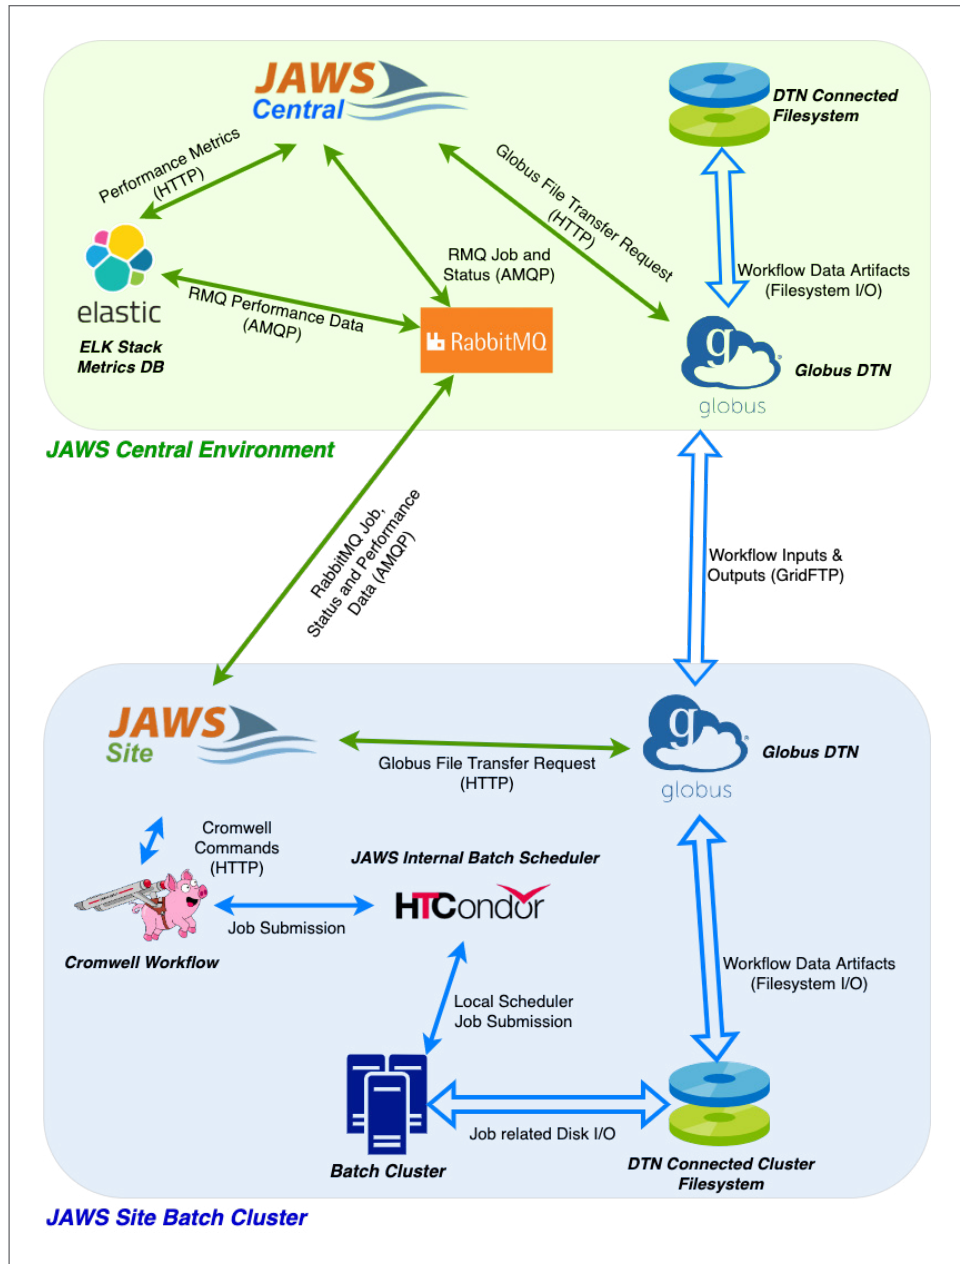 JAWS
Central
DTN Connected
Filesystem
Performance Metrics
(HTTP)
Globus File Transfer Request
(HTTP)
RMQ Job and
Status (AMQP)
Workflow Data Artifacts
(Filesystem I/O)
elastic
RMQ Performance Data
(AMQP)
RabbitMQ
ELK Stack
Metrics DB
g
globus
Globus DTN
JAWS Central Environment
RabbitMQ Job,
Status and Performance
Data (AMQP)
Workflow Inputs &
Outputs (GridFTP)
JAWS
Site
Globus File Transfer Request
(HTTP)
g
globus
Globus DTN
Cromwell
Commands
(HTTP)
JAWS Internal Batch Scheduler
HTCondor
Job Submission
Cromwell Workflow
Workflow Data Artifacts
(Filesystem I/O)
Local Scheduler
Job Submission
Job related Disk I/O
Batch Cluster
DTN Connected Cluster
Filesystem
JAWS Site Batch Cluster